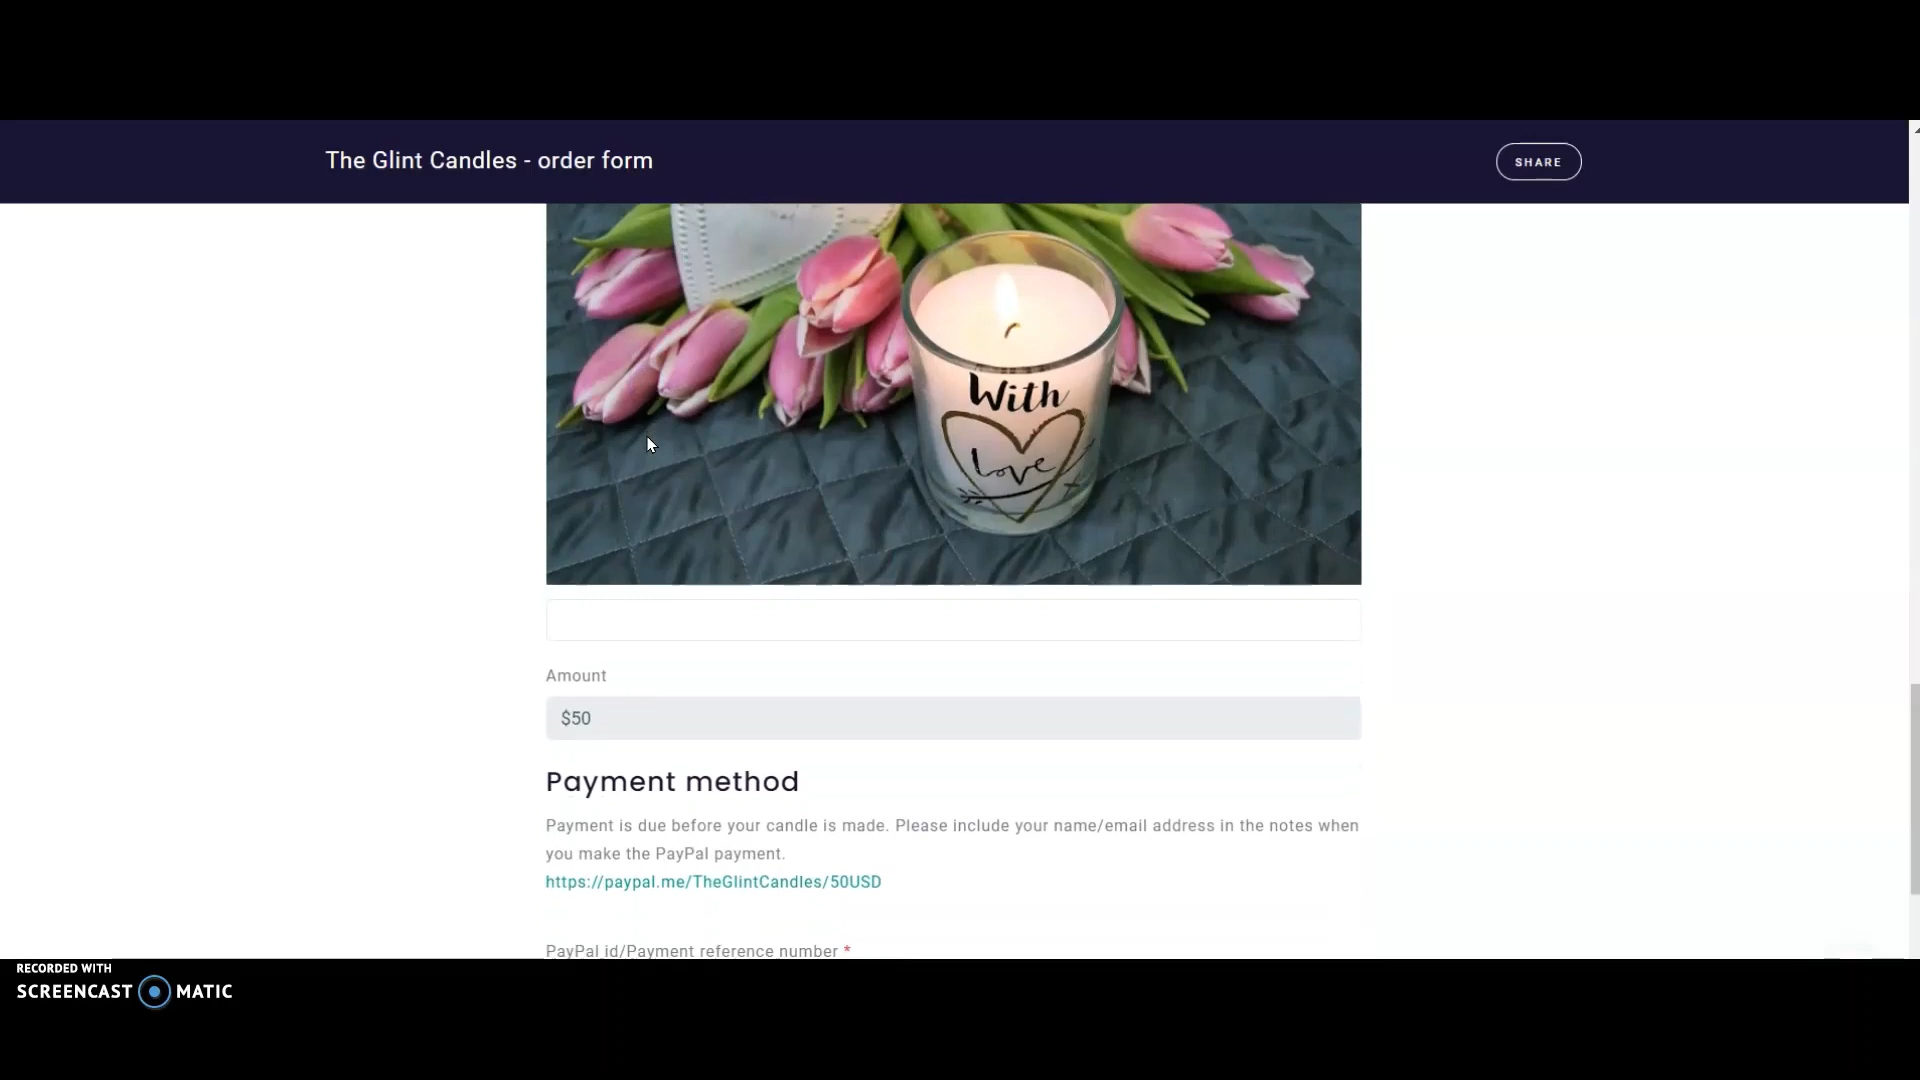 The Glint Candles - order form
SHARE
With
Love
Amount
$50
Payment method
Payment is due before your candle is made. Please include your name/email address in the notes when
you make the PayPal payment.
https://paypal.me/TheGlintCandles/50USD
PayPal id/Payment reference number *
RECORDED WITH
SCREENCAST MATIC